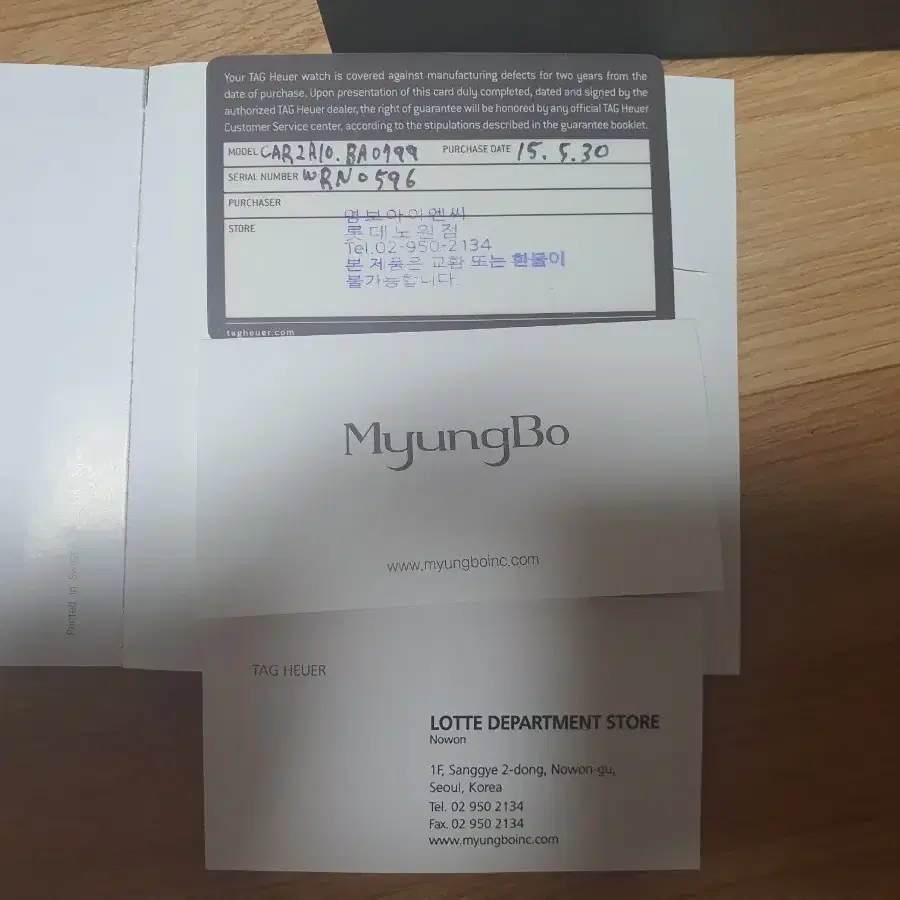 Your TAG Heuer watch is covered against manufacturing defects for two years from the
date of purchase. Upon presentation of this card duly completed, dated and signed by the
authorized TAG Heuer dealer, the right of guarantee will be honored by any official TAG Heuer
Customer Service center, according to the stipulations described in the guarantee booklet.
MODEL CAR2A10.BA0799 PURCHASE DATE 15.5.30
SERIAL NUMBER WRN0596
PURCHASER
STORE
명보아이엔씨
롯데노원점
Tel.02-950-2134
본 제품은 교환 또는 환불이
불가능합니다.
tagheuer.com
MyungBo
www.myungboinc.com
Printed in
TAG HEUER
LOTTE DEPARTMENT STORE
Nowon
1F, Sanggye 2-dong, Nowon-gu,
Seoul, Korea
Tel. 02 950 2134
Fax. 02 950 2134
www.myungboinc.com